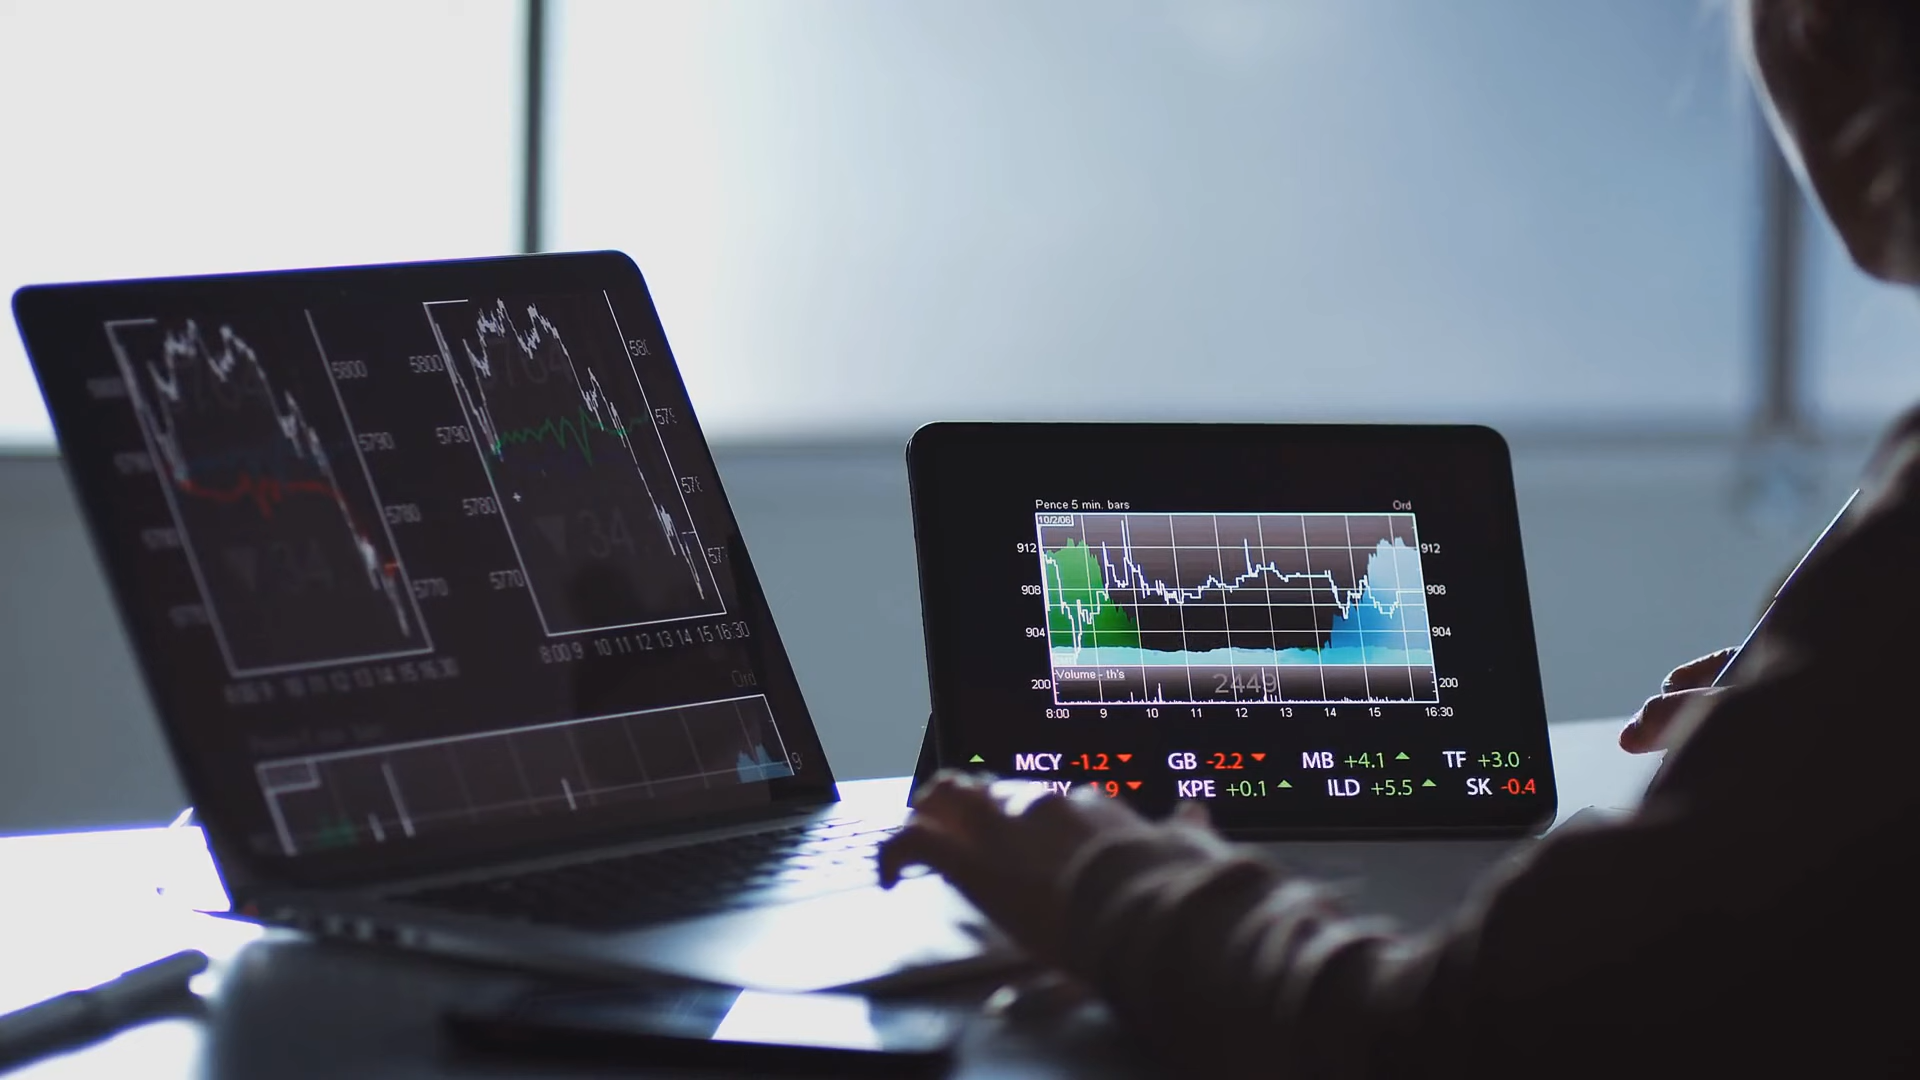 5800
5790
5780
5770
5800
5790
5780
5770
8:00 9 10 11 12 13 14 15 16:30
Ord
Pence 5 min. bars Ord
10/2/06
912 912
908 908
904 904
Volume - th's
200 2449 200
8:00 9 10 11 12 13 14 15 16:30
MCY -1.2 GB -2.2 MB +4.1 TF +3.0
KPE +0.1 ILD +5.5 SK -0.4